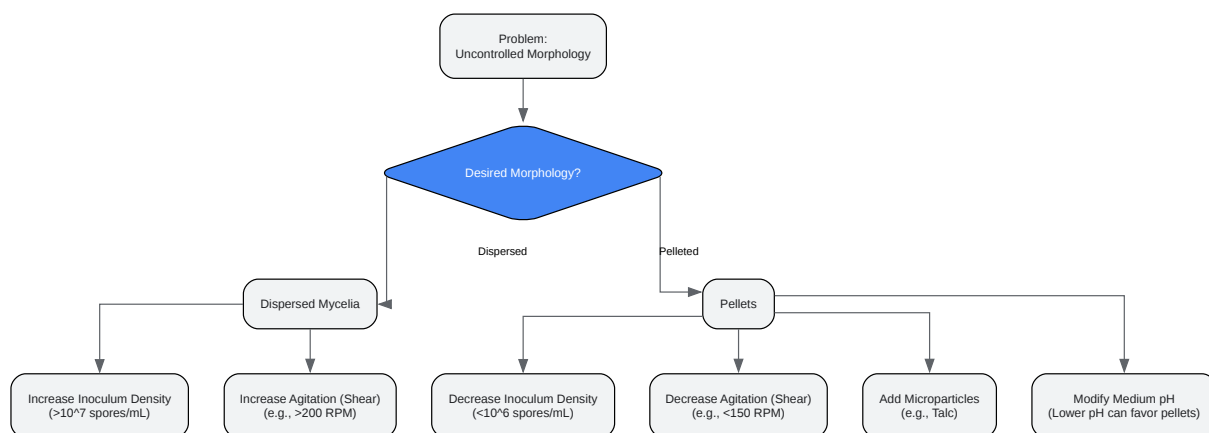 Problem:
Uncontrolled Morphology
Desired Morphology?
Dispersed
Pelleted
Dispersed Mycelia
Pellets
Increase Inoculum Density
(>10^7 spores/mL)
Increase Agitation (Shear)
(e.g., >200 RPM)
Decrease Inoculum Density
(<10^6 spores/mL)
Decrease Agitation (Shear)
(e.g., <150 RPM)
Add Microparticles
(e.g., Talc)
Modify Medium pH
(Lower pH can favor pellets)